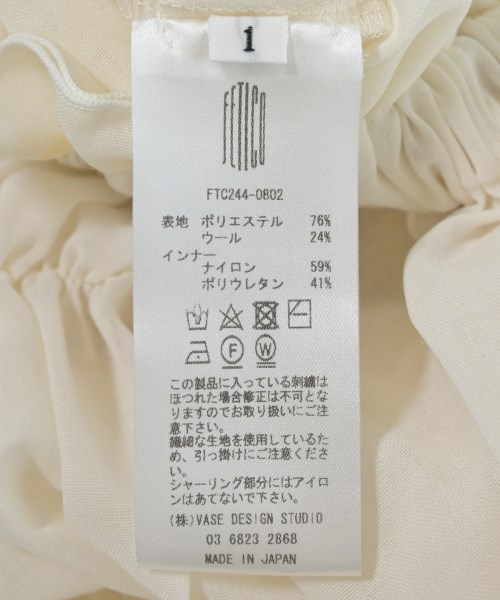 1
FETICO
FTC244-0802
表地 ポリエステル 76%
ウール 24%
インナー
ナイロン 59%
ポリウレタン 41%
F W
この製品に入っている刺繍は
ほつれた場合修正は不可とな
りますのでお取り扱いにご注
意下さい。
繊細な生地を使用しているた
め、引っ掛けにご注意下さ
い。
シャーリング部分にはアイロ
ンはあてないで下さい。
(株)VASE DESIGN STUDIO
03 6823 2868
MADE IN JAPAN